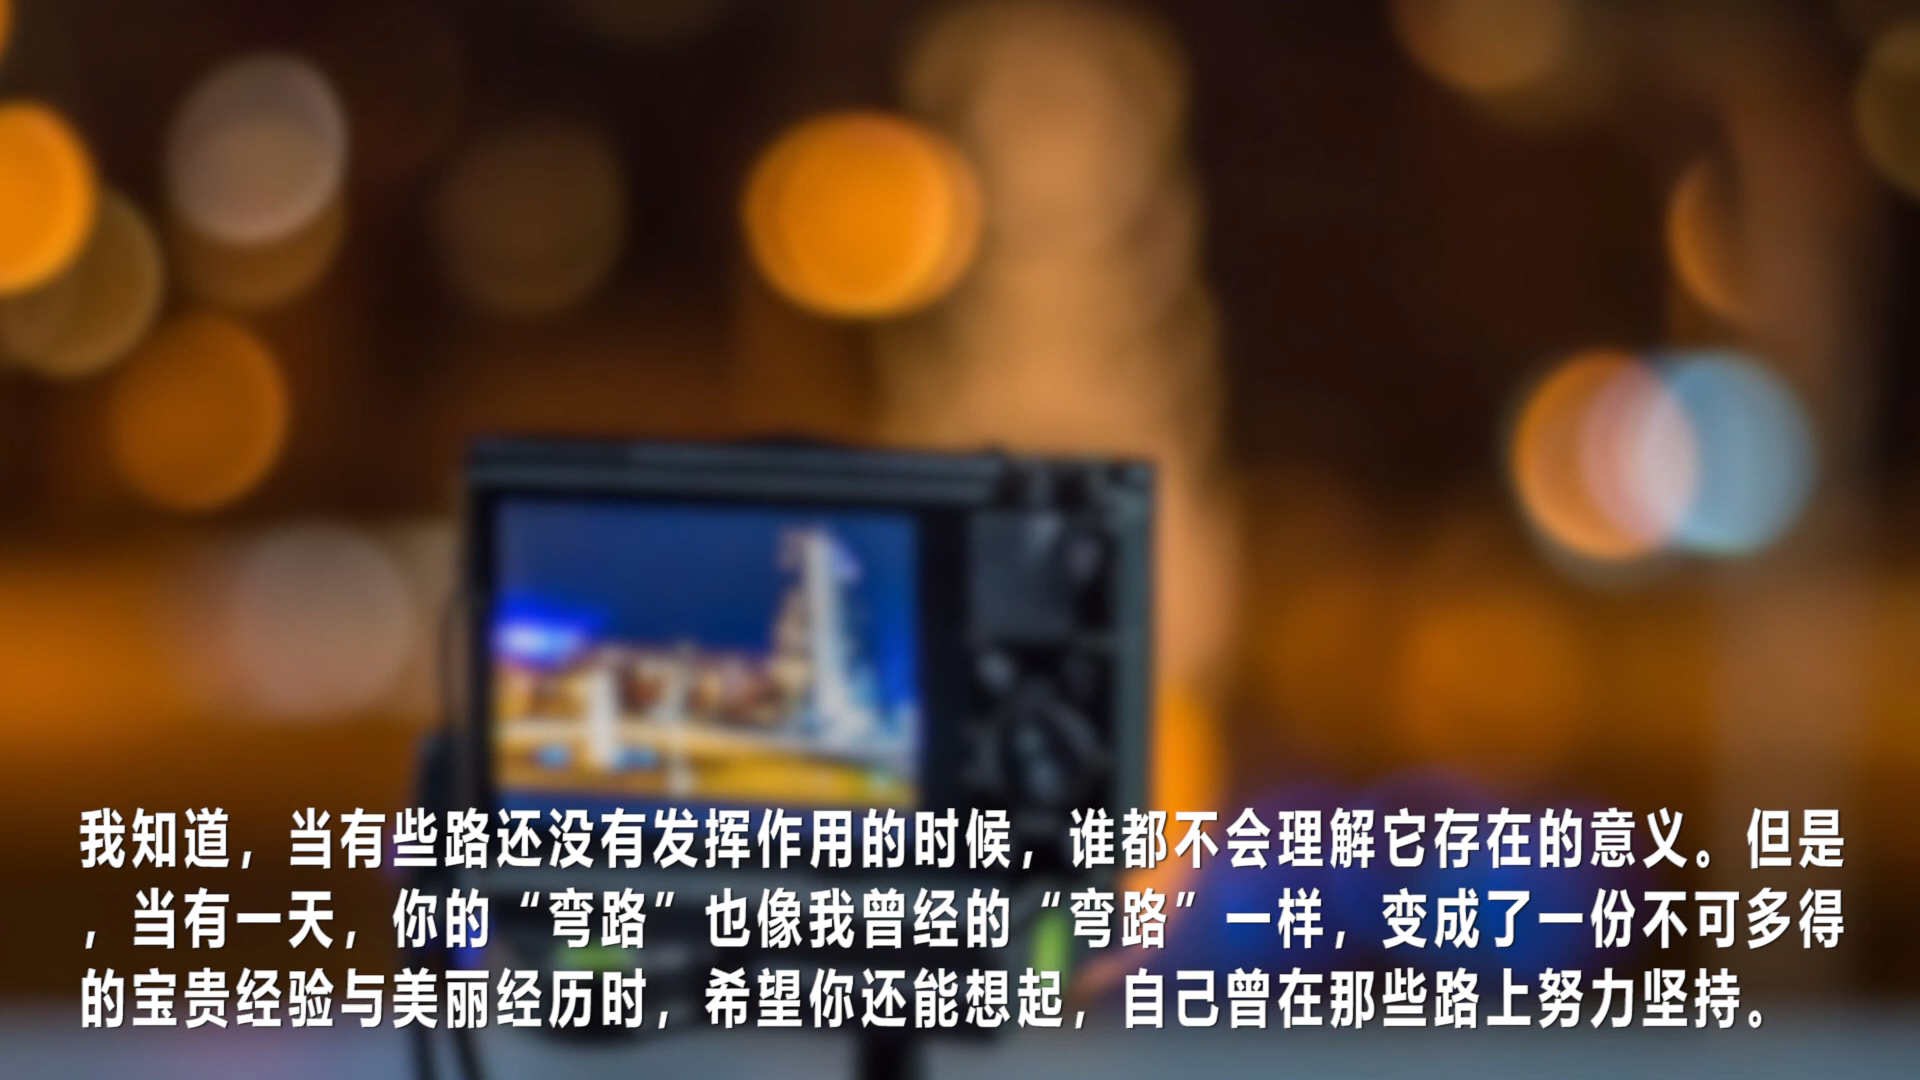 我知道，当有些路还没有发挥作用的时候，谁都不会理解它存在的意义。但是
，当有一天，你的“弯路”也像我曾经的“弯路”一样，变成了一份不可多得
的宝贵经验与美丽经历时，希望你还能想起，自己曾在那些路上努力坚持。